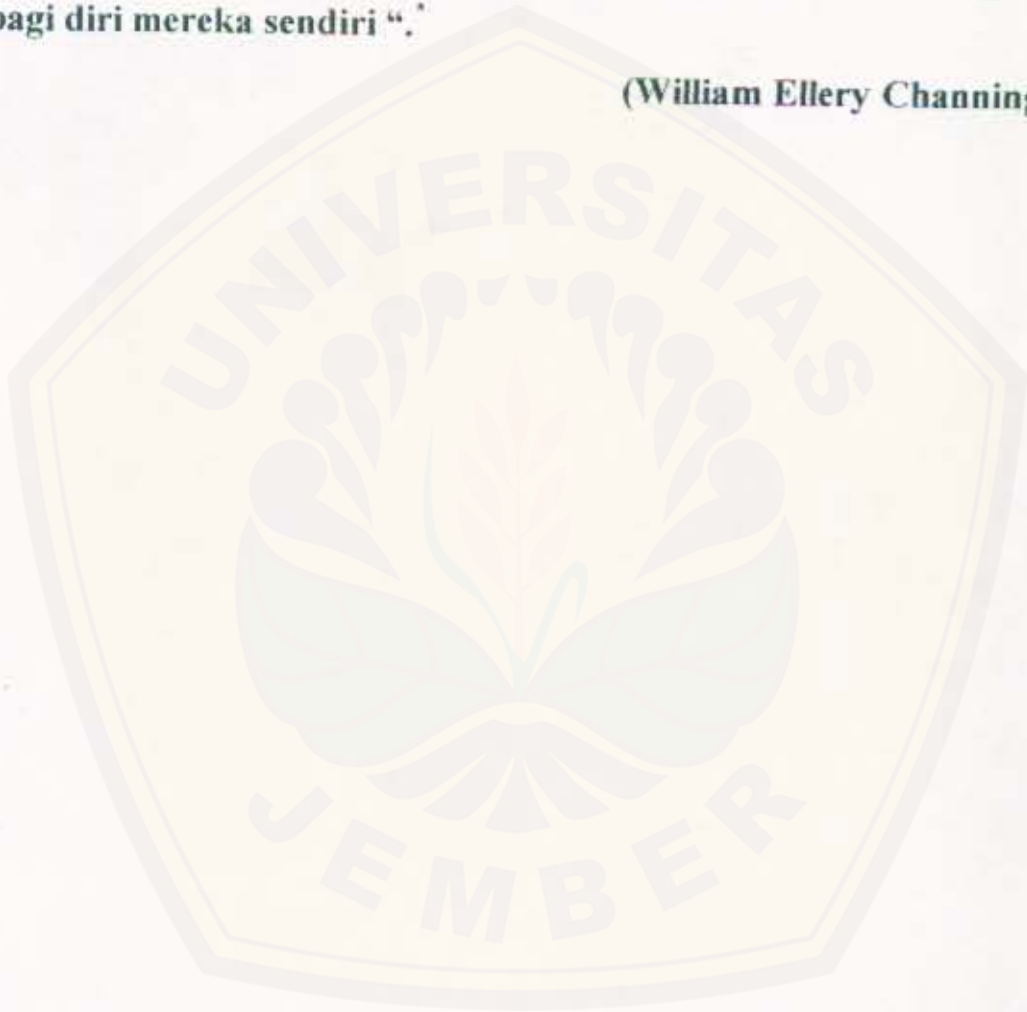 bagi diri mereka sendiri “.*
(William Ellery Channing
UNIVERSITAS
JEMBER